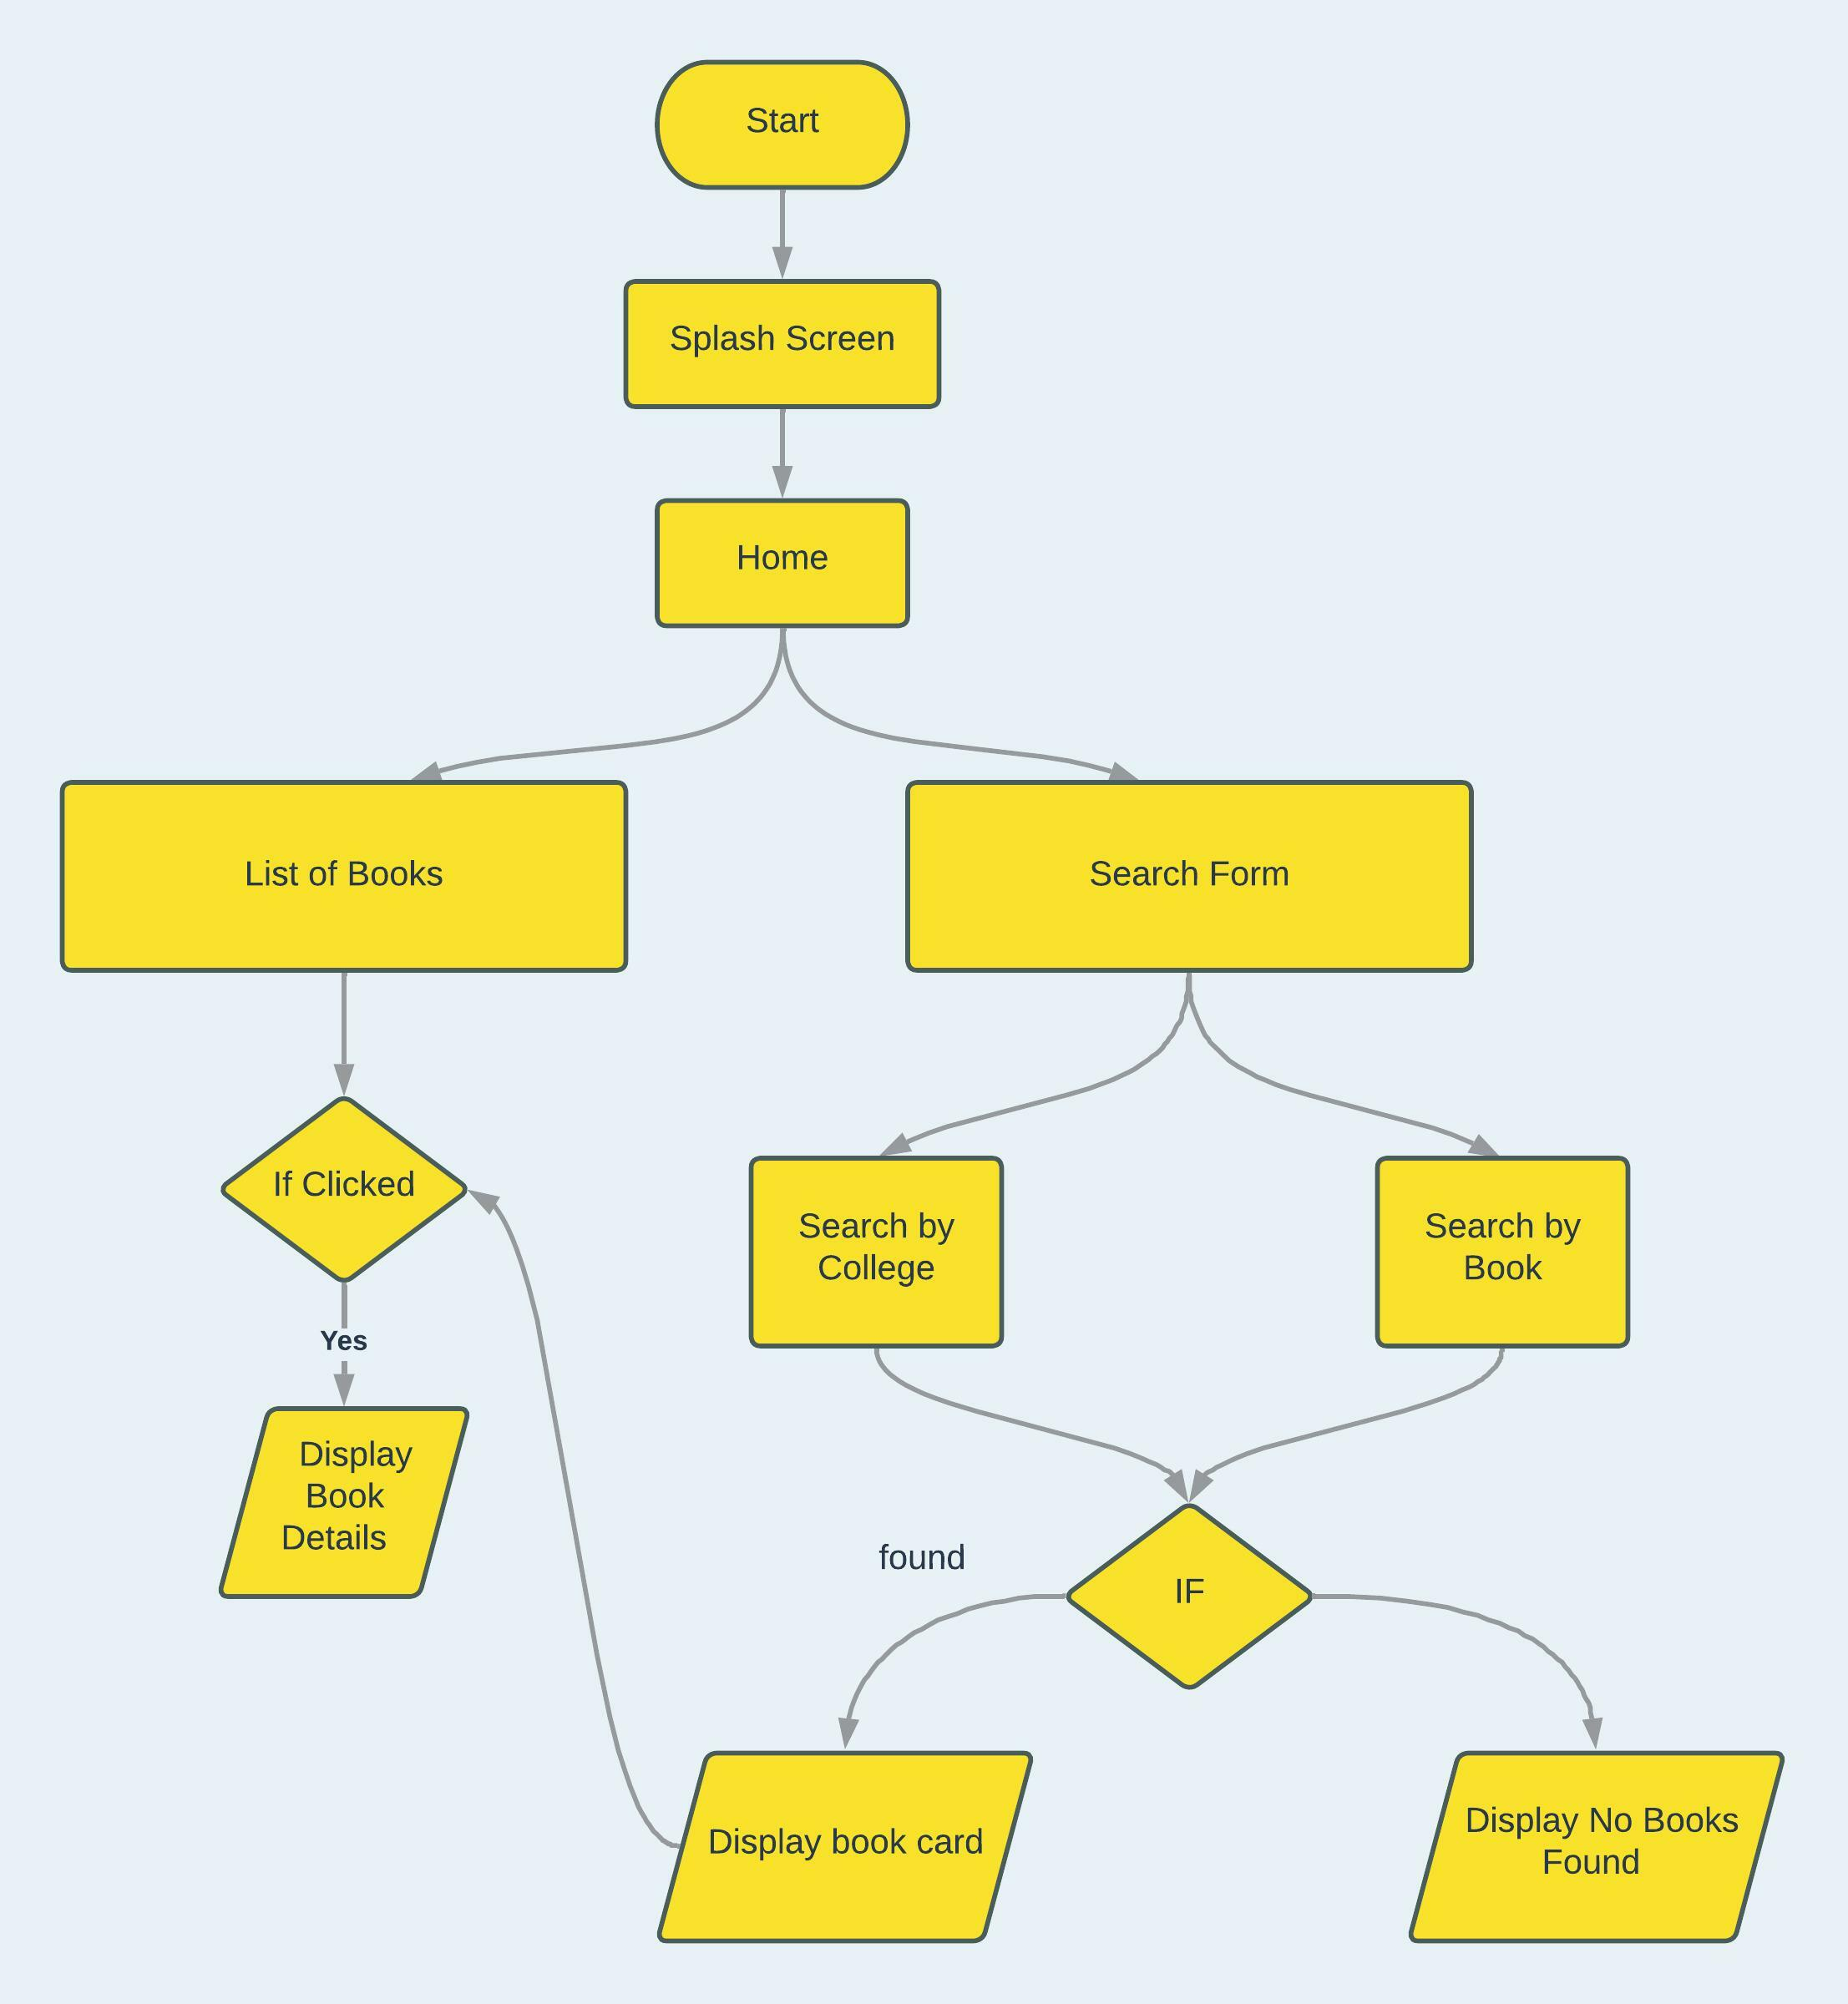 Start
Splash Screen
Home
List of Books
Search Form
If Clicked
Search by
College
Search by
Book
Yes
Display
Book
Details
found
IF
Display book card
Display No Books
Found